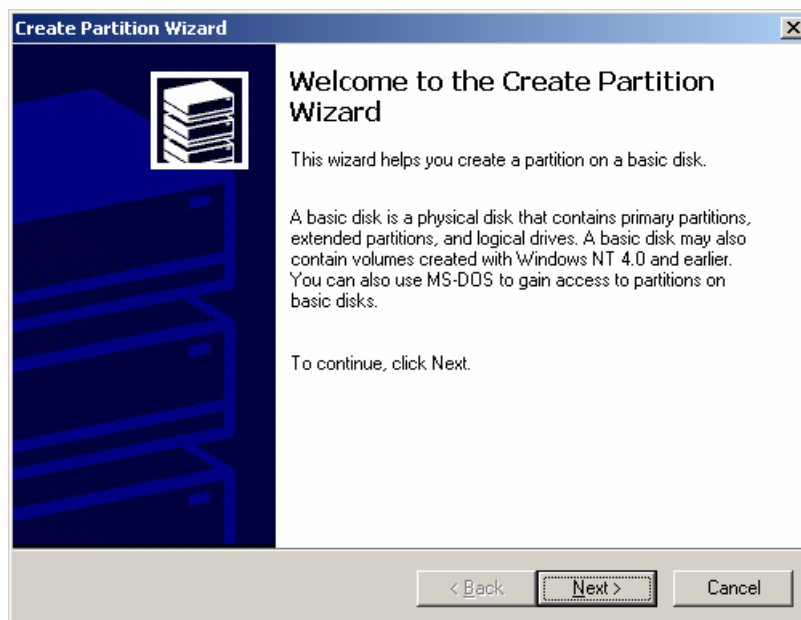 Create Partition Wizard
Welcome to the Create Partition
Wizard
This wizard helps you create a partition on a basic disk.
A basic disk is a physical disk that contains primary partitions,
extended partitions, and logical drives. A basic disk may also
contain volumes created with Windows NT 4.0 and earlier.
You can also use MS-DOS to gain access to partitions on
basic disks.
To continue, click Next.
< Back Next > Cancel